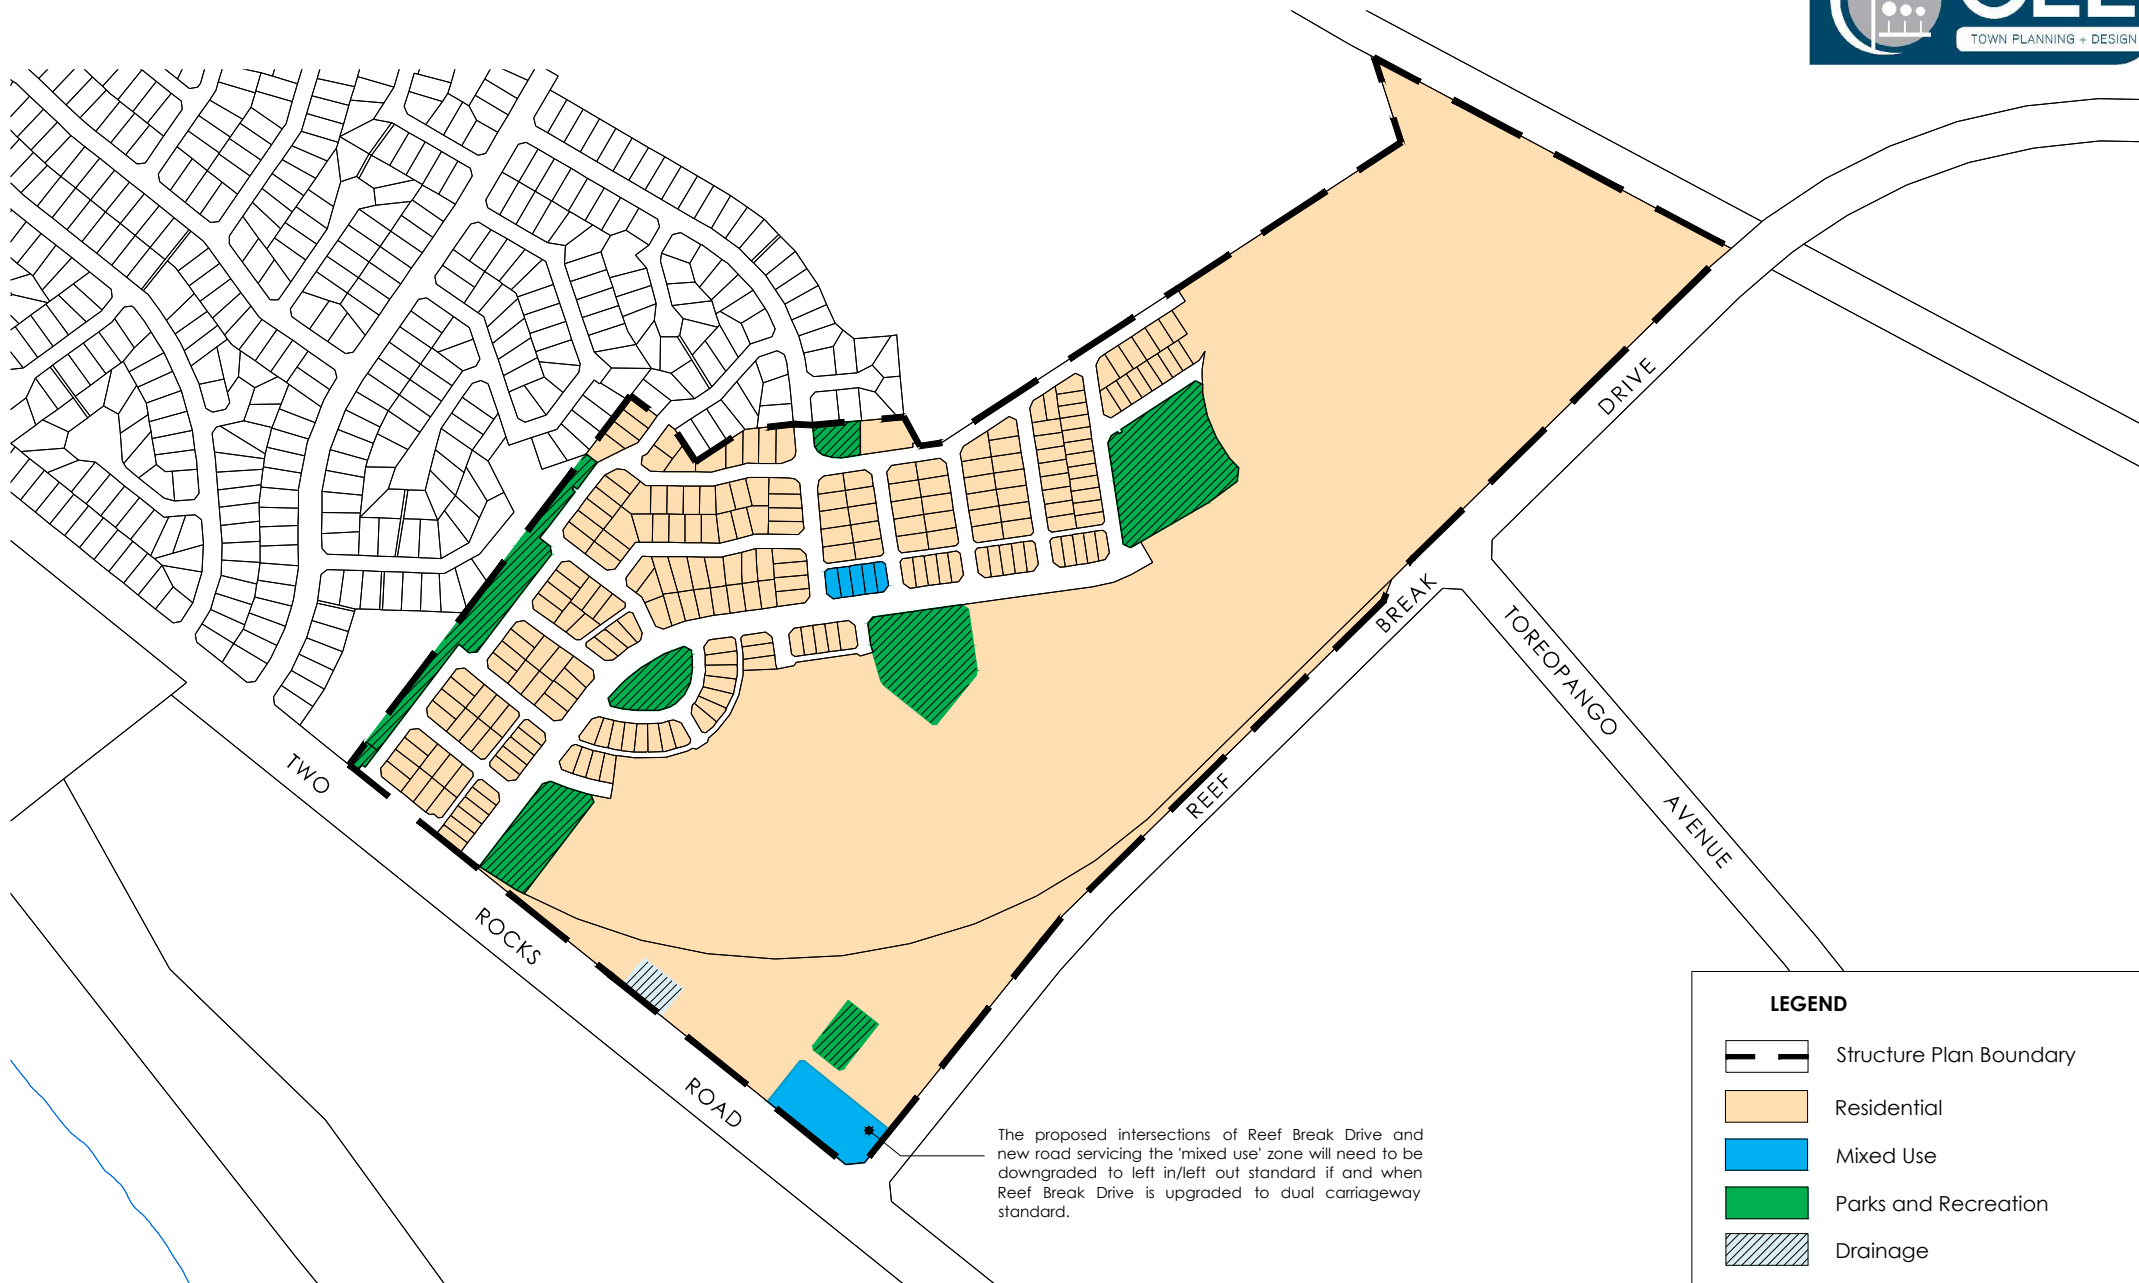 TOWN PLANNING + DESIGN
DRIVE
BREAK
REEF
TOREOPANGO
AVENUE
TWO
ROCKS
ROAD
The proposed intersections of Reef Break Drive and
new road servicing the 'mixed use' zone will need to be
downgraded to left in/left out standard if and when
Reef Break Drive is upgraded to dual carriageway
standard.
LEGEND
Structure Plan Boundary
Residential
Mixed Use
Parks and Recreation
Drainage